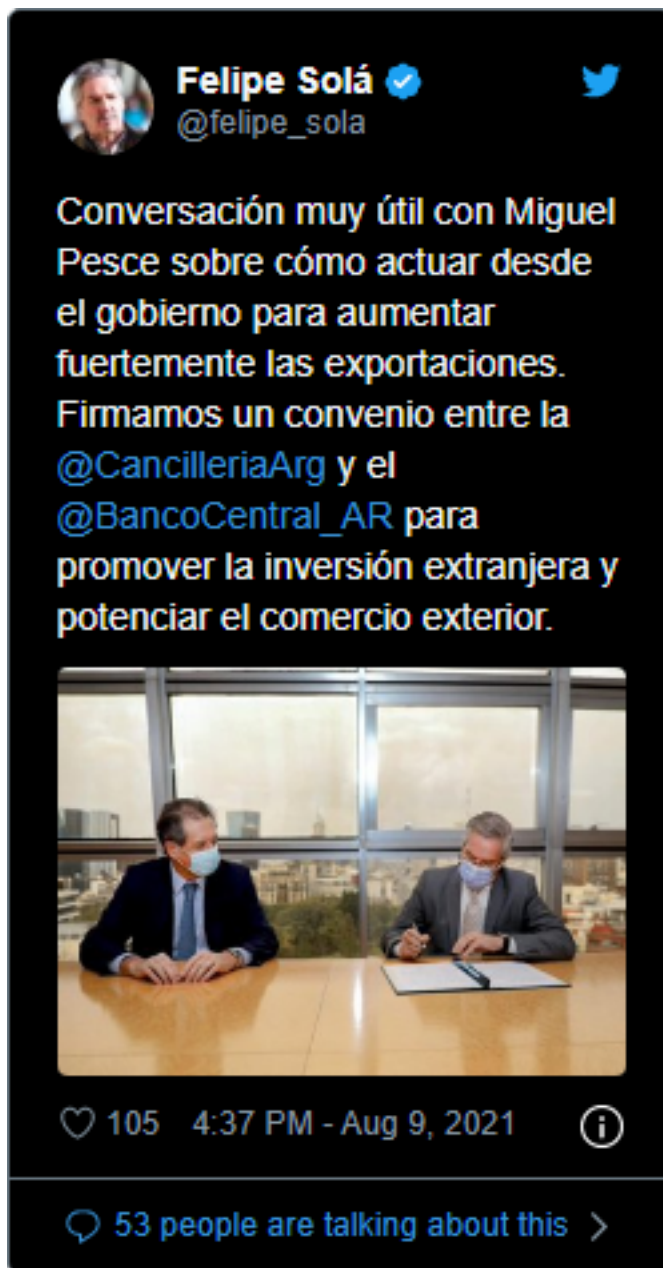 Felipe Solá
@felipe_sola
Conversación muy útil con Miguel
Pesce sobre cómo actuar desde
el gobierno para aumentar
fuertemente las exportaciones.
Firmamos un convenio entre la
@CancilleriaArg y el
@BancoCentral_AR para
promover la inversión extranjera y
potenciar el comercio exterior.
105 4:37 PM - Aug 9, 2021
53 people are talking about this